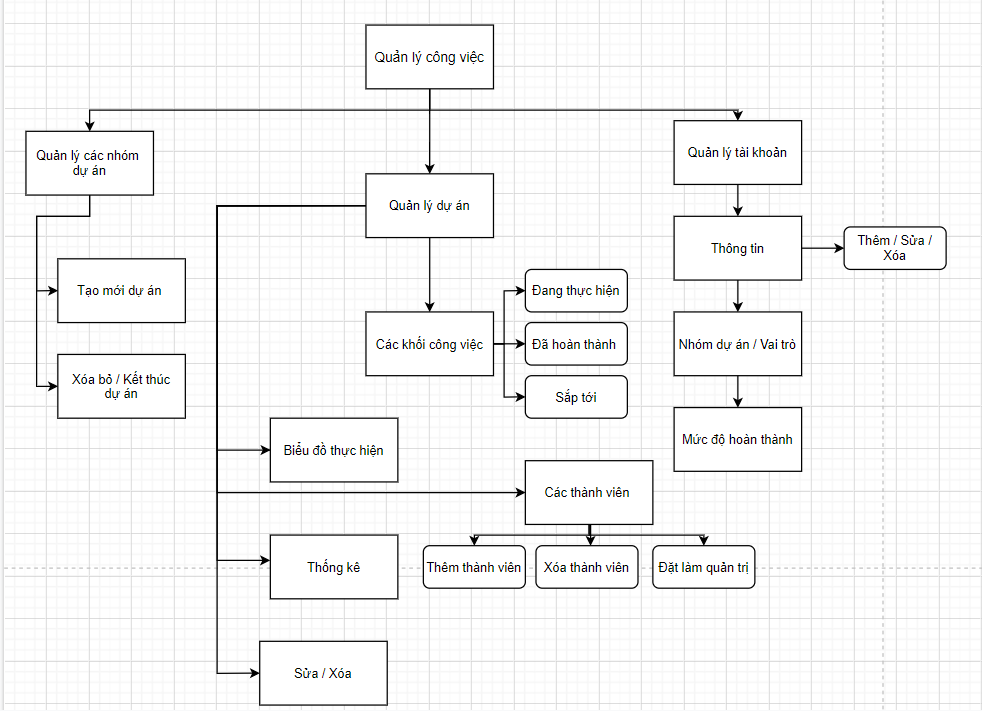 Quản lý công việc
Quản lý các nhóm
dự án
Quản lý tài khoản
Quản lý dự án
Thông tin
Thêm / Sửa /
Xóa
Tạo mới dự án
Đang thực hiện
Các khối công việc
Đã hoàn thành
Nhóm dự án / Vai trò
Xóa bỏ / Kết thúc
dự án
Sắp tới
Mức độ hoàn thành
Biểu đồ thực hiện
Các thành viên
Thống kê
Thêm thành viên
Xóa thành viên
Đặt làm quản trị
Sửa / Xóa